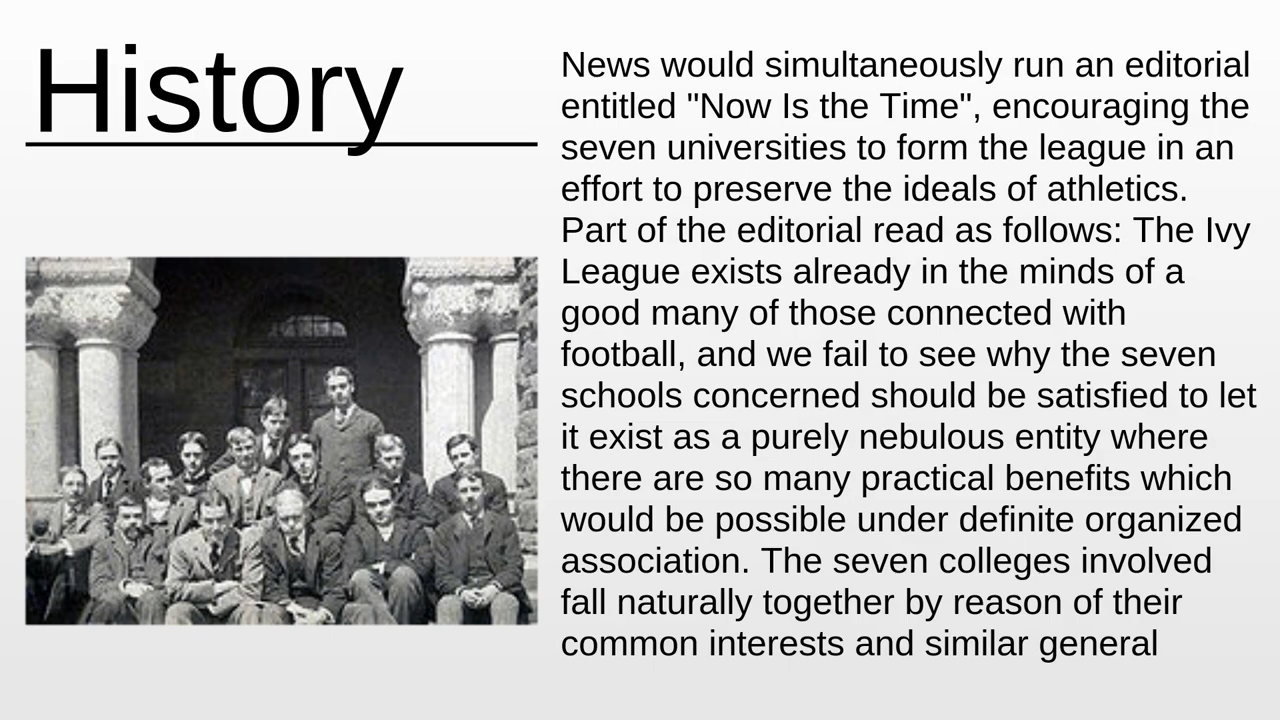 History
News would simultaneously run an editorial
entitled "Now Is the Time", encouraging the
seven universities to form the league in an
effort to preserve the ideals of athletics.
Part of the editorial read as follows: The Ivy
League exists already in the minds of a
good many of those connected with
football, and we fail to see why the seven
schools concerned should be satisfied to let
it exist as a purely nebulous entity where
there are so many practical benefits which
would be possible under definite organized
association. The seven colleges involved
fall naturally together by reason of their
common interests and similar general